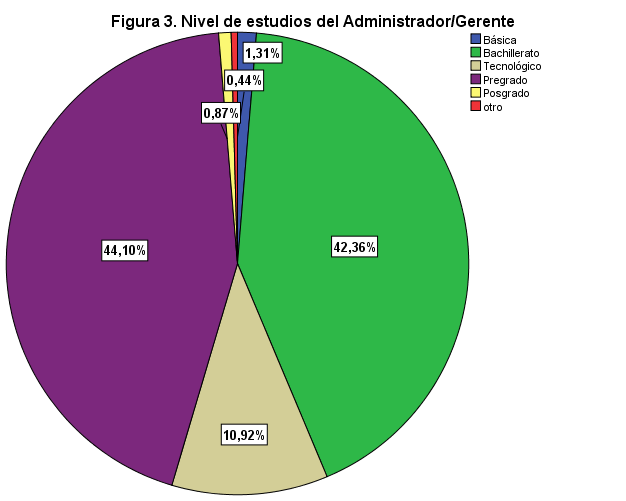 Figura 3. Nivel de estudios del Administrador/Gerente
Básica
Bachillerato
Tecnológico
Pregrado
Posgrado
otro
1,31%
0,44%
0,87%
44,10%
42,36%
10,92%